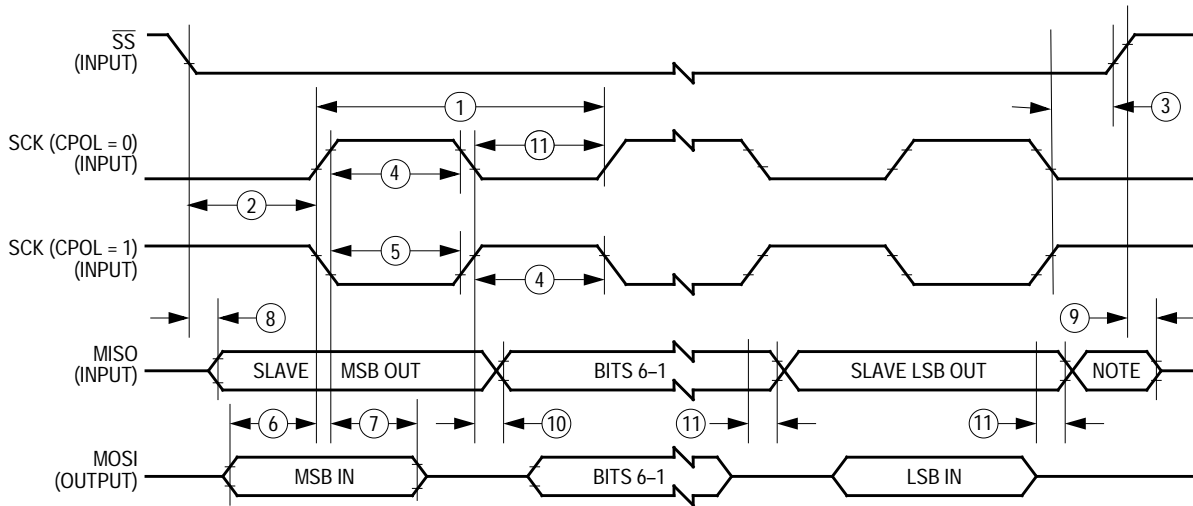 SS
(INPUT)
1
3
SCK (CPOL = 0)
(INPUT)
11
4
2
SCK (CPOL = 1)
(INPUT)
5
4
8
9
MISO
(INPUT)
SLAVE MSB OUT
BITS 6–1
SLAVE LSB OUT
NOTE
6
7
10
11
11
MOSI
(OUTPUT)
MSB IN
BITS 6–1
LSB IN